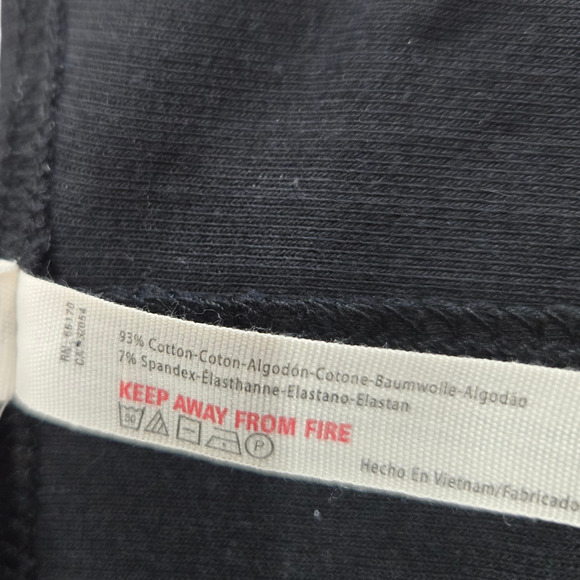 93% Cotton-Coton-Algodón-Cotone-Baumwolle-Algodão
7% Spandex-Élasthanne-Elastano-Elastan
KEEP AWAY FROM FIRE
P
Hecho En Vietnam/Fabricado